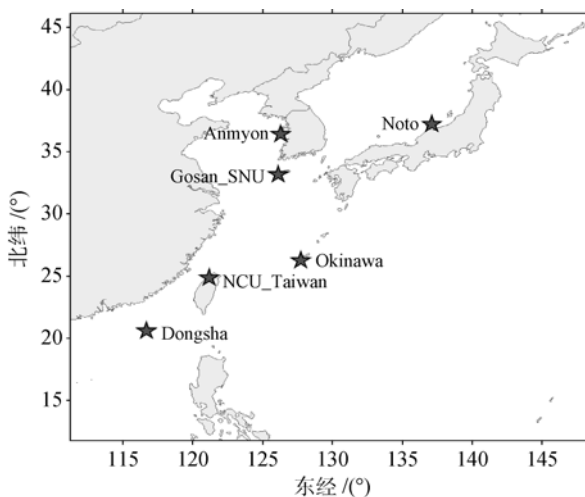 45
40
35
30
25
20
15
北纬 /(°)
Noto
Anmyon
Gosan_SNU
Okinawa
NCU_Taiwan
Dongsha
115
120
125
130
135
140
145
东经 /(°)